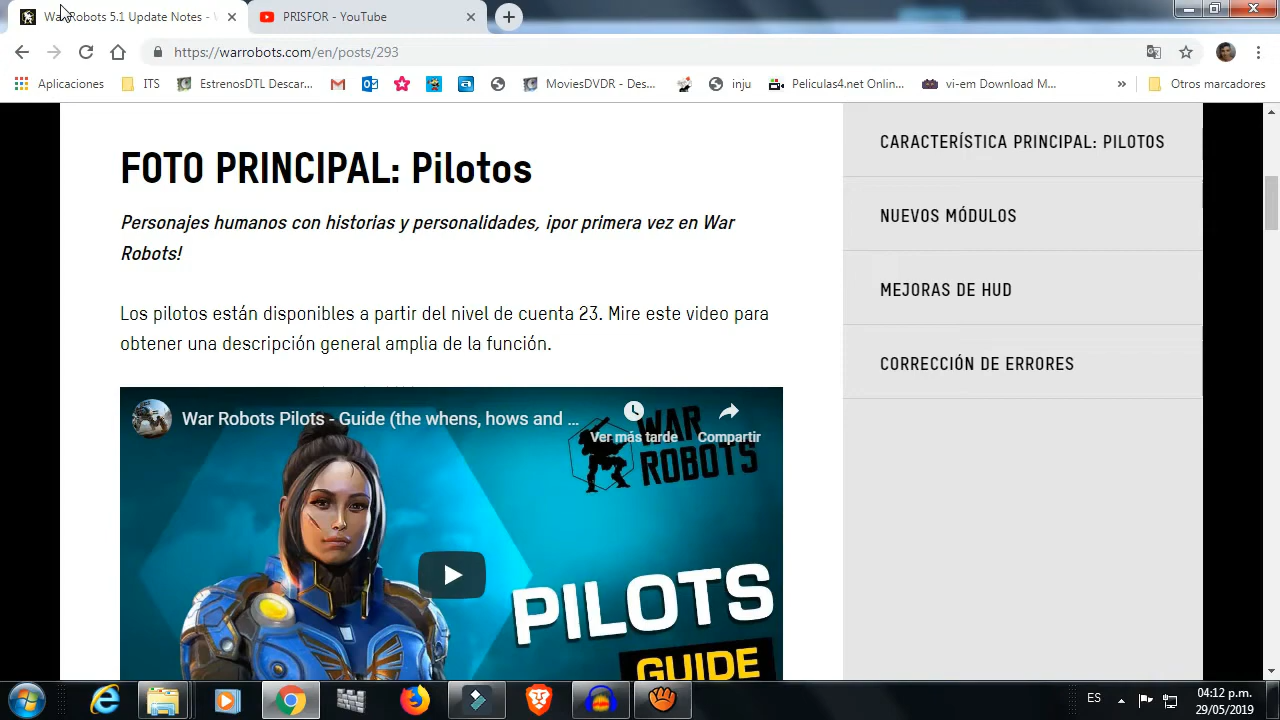 War Robots 5.1 Update Notes - 
PRISFOR - YouTube
https://warrobots.com/en/posts/293
Aplicaciones
ITS
EstrenosDTL Descar...
MoviesDVDR - Des...
inju
Peliculas4.net Onlin...
vi-em Download M...
»
Otros marcadores
FOTO PRINCIPAL: Pilotos
Personajes humanos con historias y personalidades, ¡por primera vez en War
Robots!
Los pilotos están disponibles a partir del nivel de cuenta 23. Mire este video para
obtener una descripción general amplia de la función.
War Robots Pilots - Guide (the whens, hows and ...
Ver más tarde
Compartir
WAR
ROBOTS
PILOTS
GUIDE
CARACTERÍSTICA PRINCIPAL: PILOTOS
NUEVOS MÓDULOS
MEJORAS DE HUD
CORRECCIÓN DE ERRORES
ES
04:12 p.m.
29/05/2019